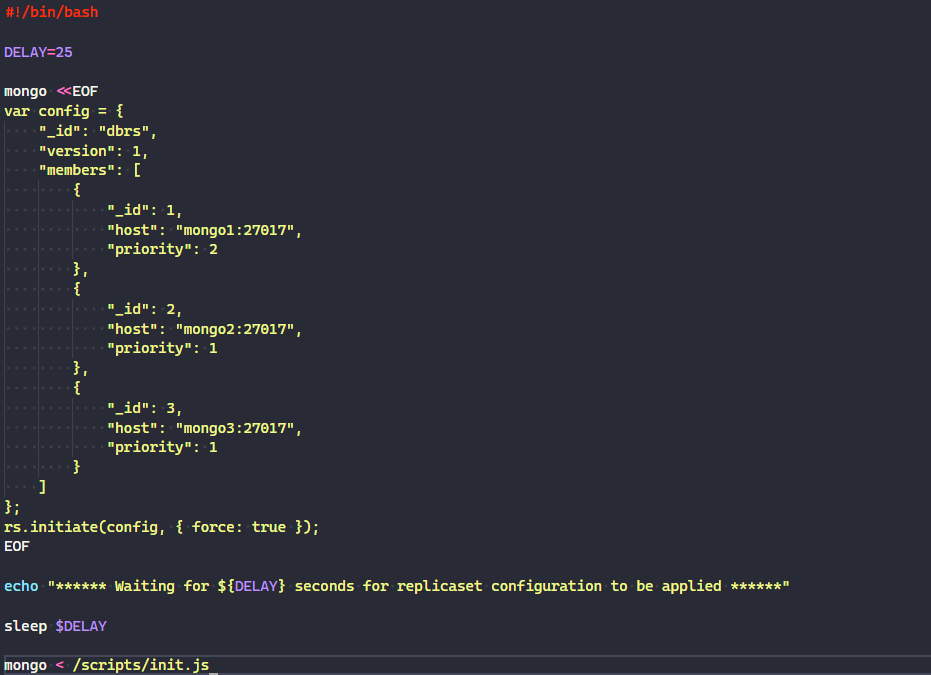 #!/bin/bash

DELAY=25

mongo <<EOF
var config = {
    "_id": "dbrs",
    "version": 1,
    "members": [
        {
            "_id": 1,
            "host": "mongo1:27017",
            "priority": 2
        },
        {
            "_id": 2,
            "host": "mongo2:27017",
            "priority": 1
        },
        {
            "_id": 3,
            "host": "mongo3:27017",
            "priority": 1
        }
    ]
};
rs.initiate(config, { force: true });
EOF

echo "****** Waiting for ${DELAY} seconds for replicaset configuration to be applied ******"

sleep $DELAY

mongo < /scripts/init.js